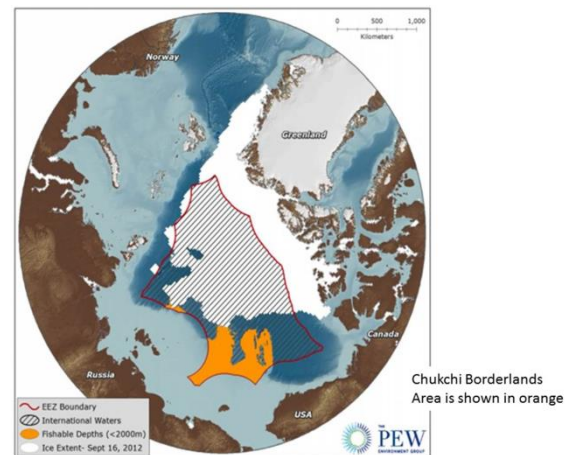 0 500 1,000
Kilometers
Norway
Greenland
Canada
Russia
USA
Chukchi Borderlands
Area is shown in orange
EEZ Boundary
International Waters
Fishable Depths (<2000m)
Ice Extent- Sept 16, 2012
THE
PEW
ENVIRONMENT GROUP